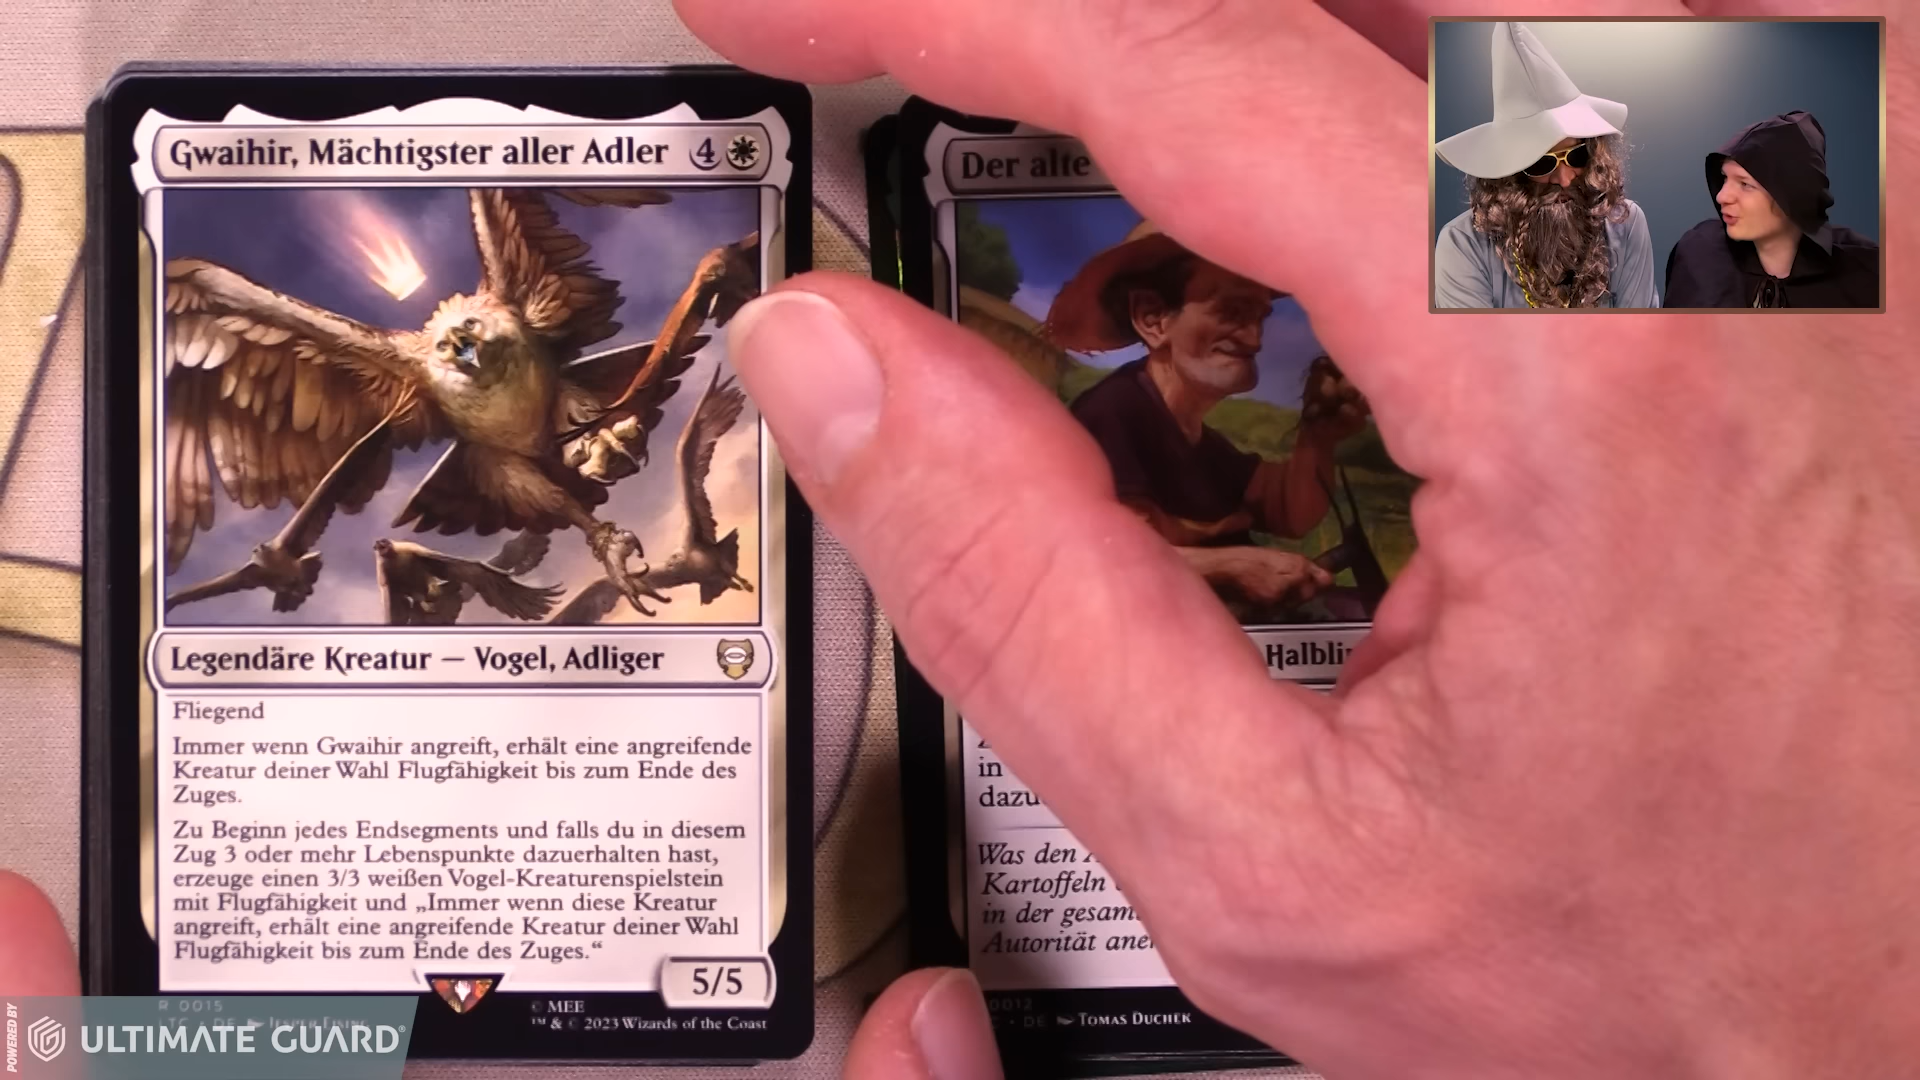 Gwaihir, Mächtigster aller Adler 4
Legendäre Kreatur — Vogel, Adliger
Fliegend
Immer wenn Gwaihir angreift, erhält eine angreifende
Kreatur deiner Wahl Flugfähigkeit bis zum Ende des
Zuges.
Zu Beginn jedes Endsegments und falls du in diesem
Zug 3 oder mehr Lebenspunkte dazuerhalten hast,
erzeuge einen 3/3 weißen Vogel-Kreaturenspielstein
mit Flugfähigkeit und „Immer wenn diese Kreatur
angreift, erhält eine angreifende Kreatur deiner Wahl
Flugfähigkeit bis zum Ende des Zuges.“
5/5
R 0015
© MEE
™ & © 2023 Wizards of the Coast
Der alte
in
Was den
Kartoffeln
in der
Autorität
0012
DE TOMAS DUCHEK
POWERED BY
ULTIMATE GUARD